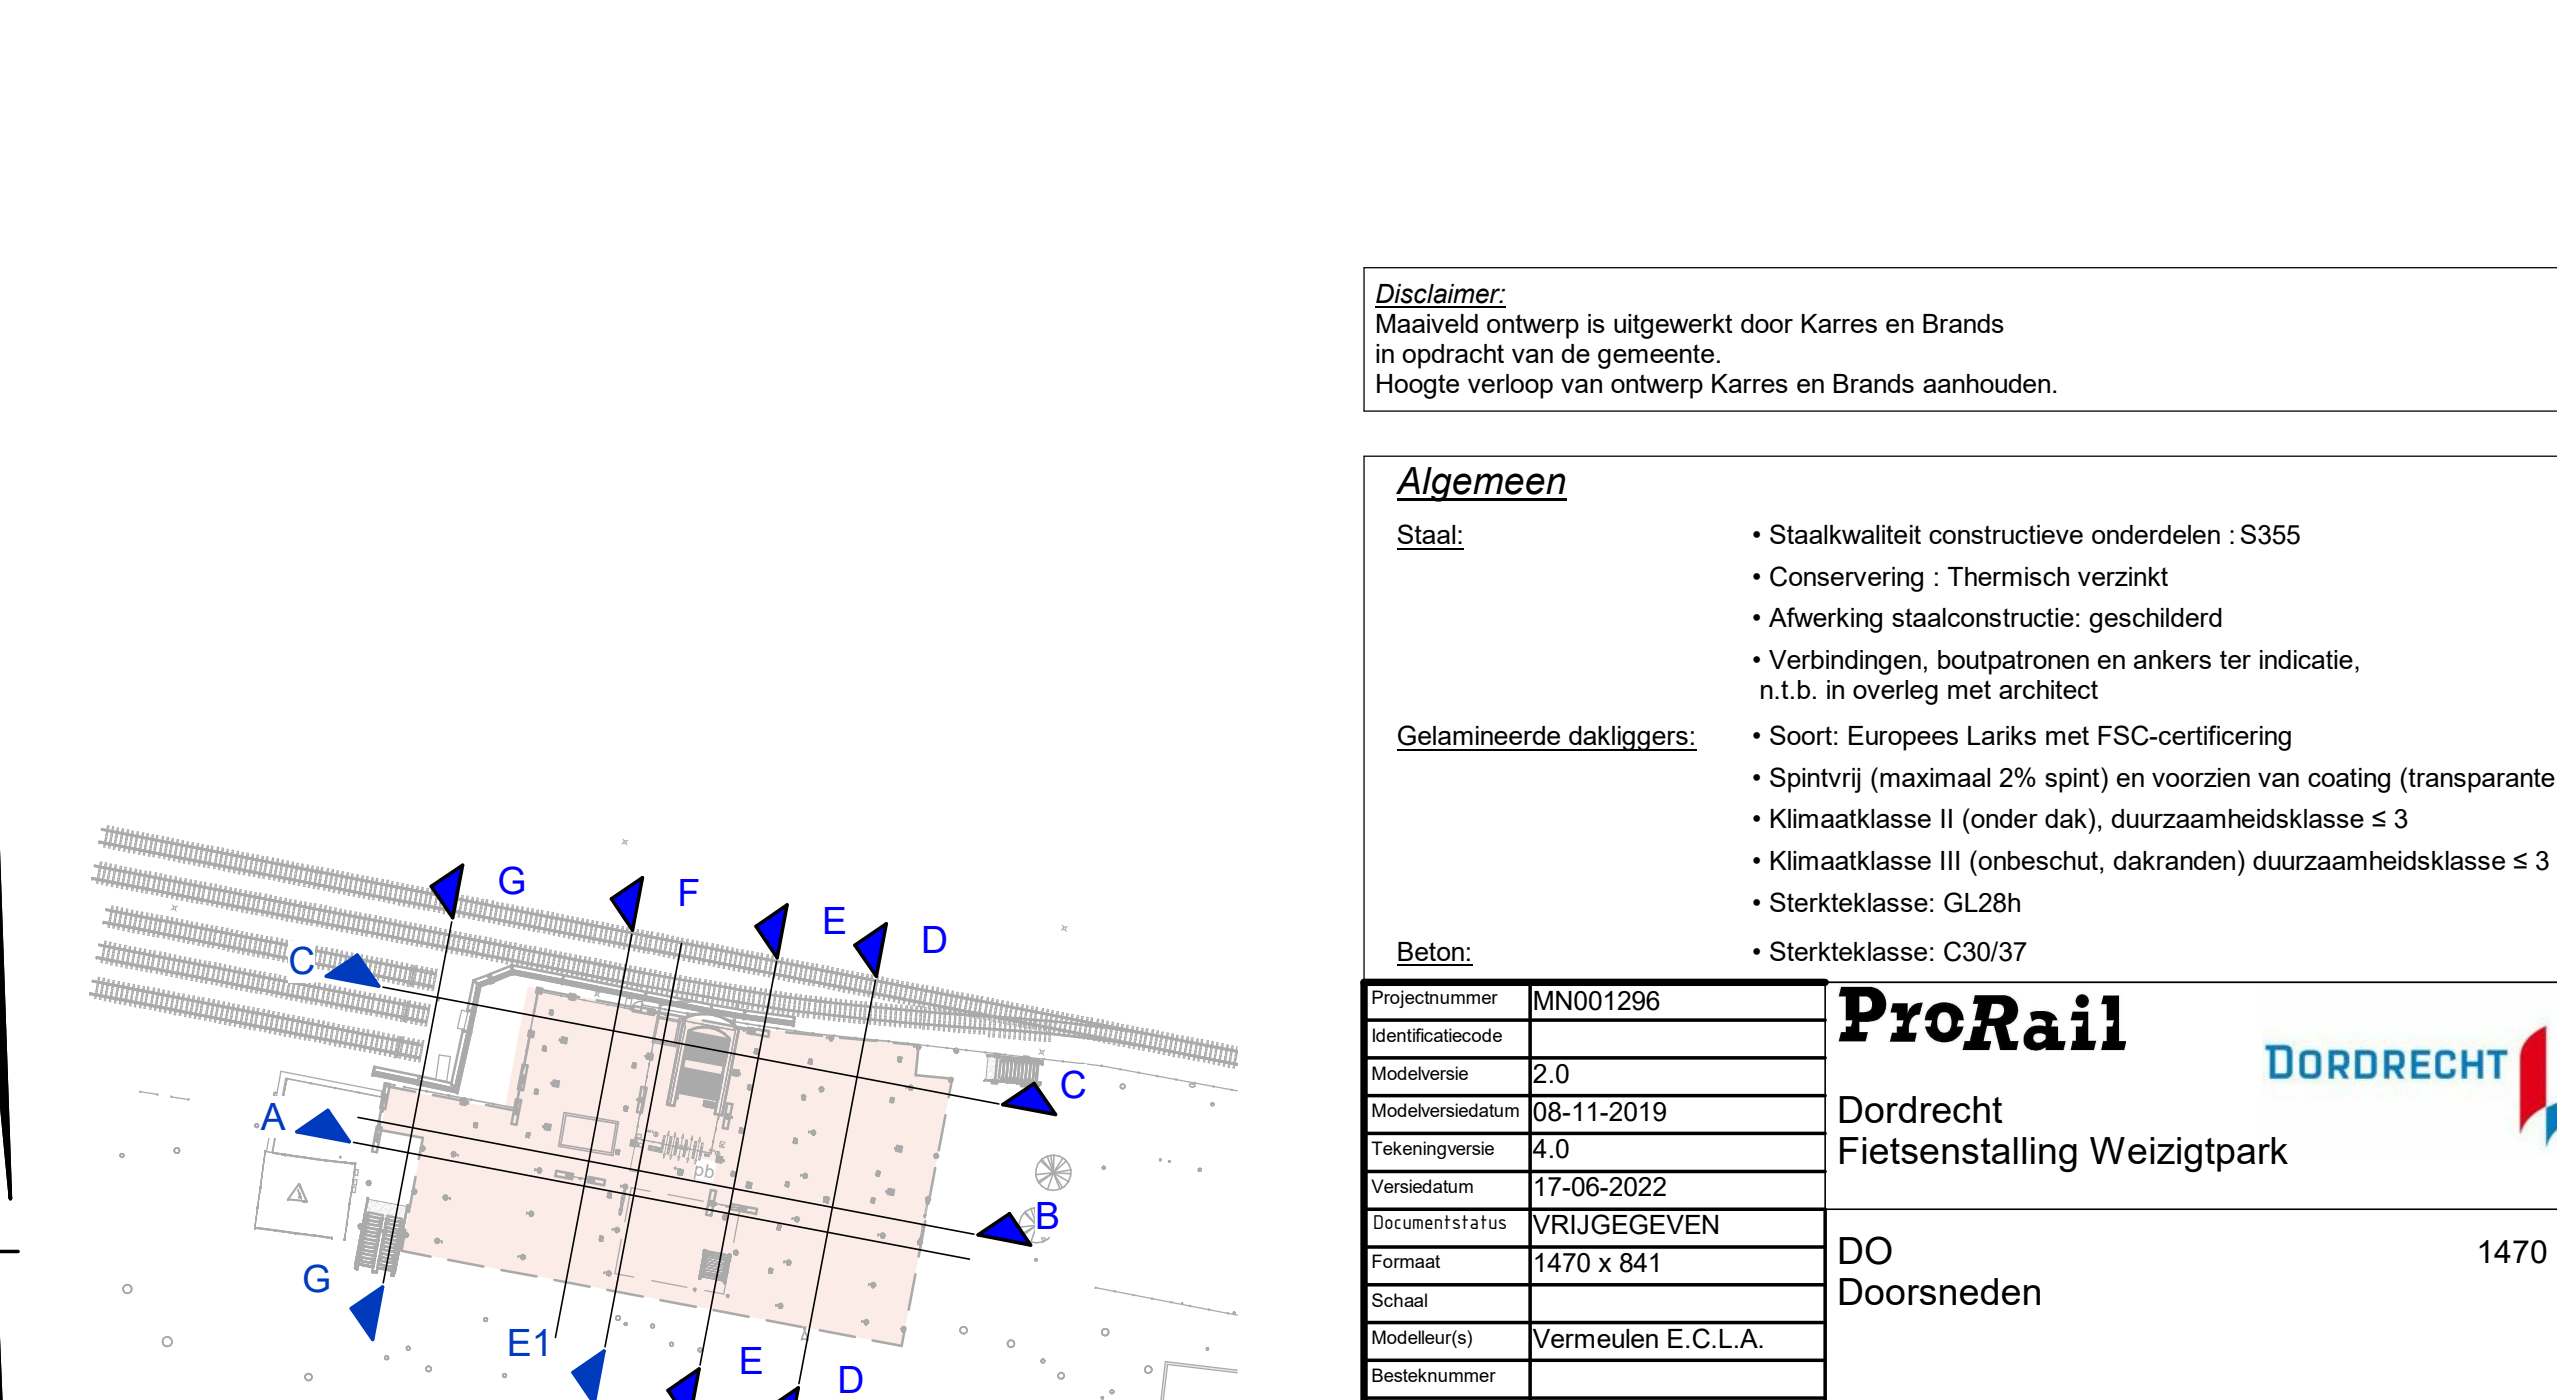 Disclaimer:
Maaiveld ontwerp is uitgewerkt door Karres en Brands
in opdracht van de gemeente.
Hoogte verloop van ontwerp Karres en Brands aanhouden.
Algemeen
Staal:
• Staalkwaliteit constructieve onderdelen : S355
• Conservering : Thermisch verzinkt
• Afwerking staalconstructie: geschilderd
• Verbindingen, boutpatronen en ankers ter indicatie,
n.t.b. in overleg met architect
Gelamineerde dakliggers:
• Soort: Europees Lariks met FSC-certificering
• Spintvrij (maximaal 2% spint) en voorzien van coating (transparante
• Klimaatklasse II (onder dak), duurzaamheidsklasse ≤ 3
• Klimaatklasse III (onbeschut, dakranden) duurzaamheidsklasse ≤ 3
• Sterkteklasse: GL28h
Beton:
• Sterkteklasse: C30/37
G
F
E
D
C
C
A
pb
B
G
E1
E
D
Projectnummer MN001296
Identificatiecode
Modelversie 2.0
Modelversiedatum 08-11-2019
Tekeningversie 4.0
Versiedatum 17-06-2022
Documentstatus VRIJGEGEVEN
Formaat 1470 x 841
Schaal
Modelleur(s) Vermeulen E.C.L.A.
Besteknummer
ProRail
DORDRECHT
Dordrecht
Fietsenstalling Weizigtpark
DO
1470
Doorsneden